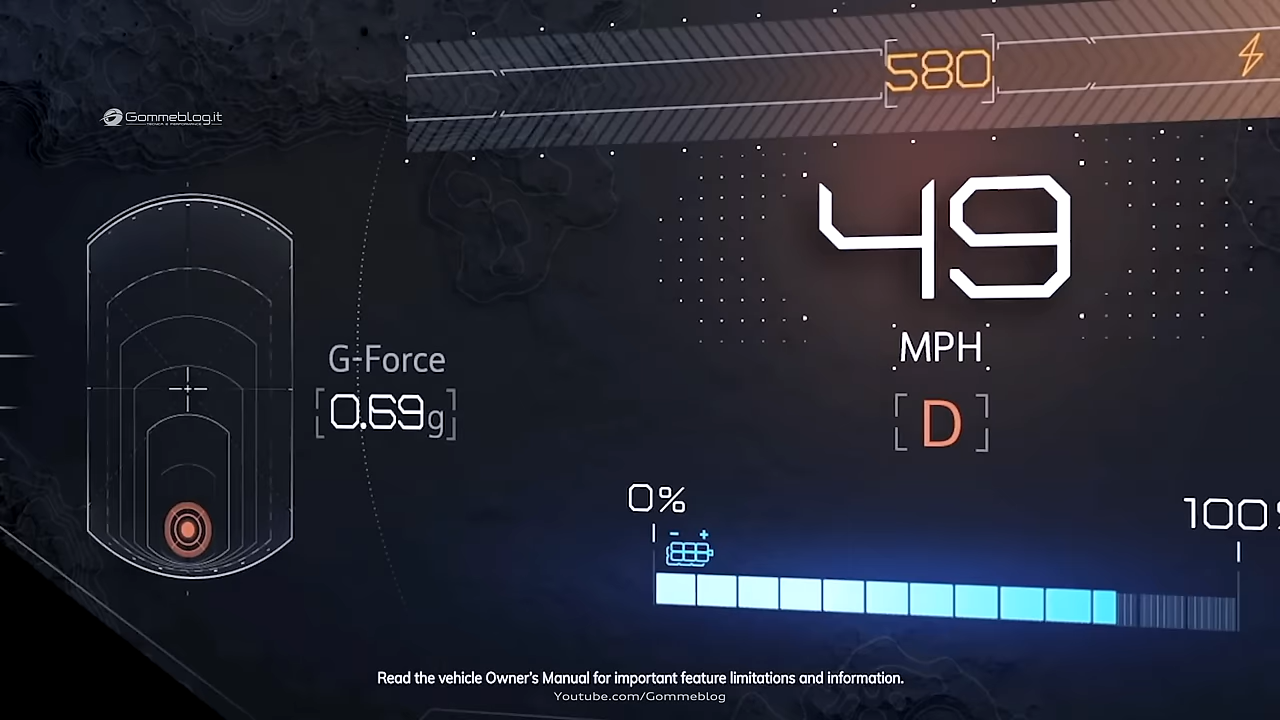 580
Gommeblog.it
49
MPH
G-Force
[0.69g]
[D]
0%
100%
Read the vehicle Owner's Manual for important feature limitations and information.
Youtube.com/Gommeblog